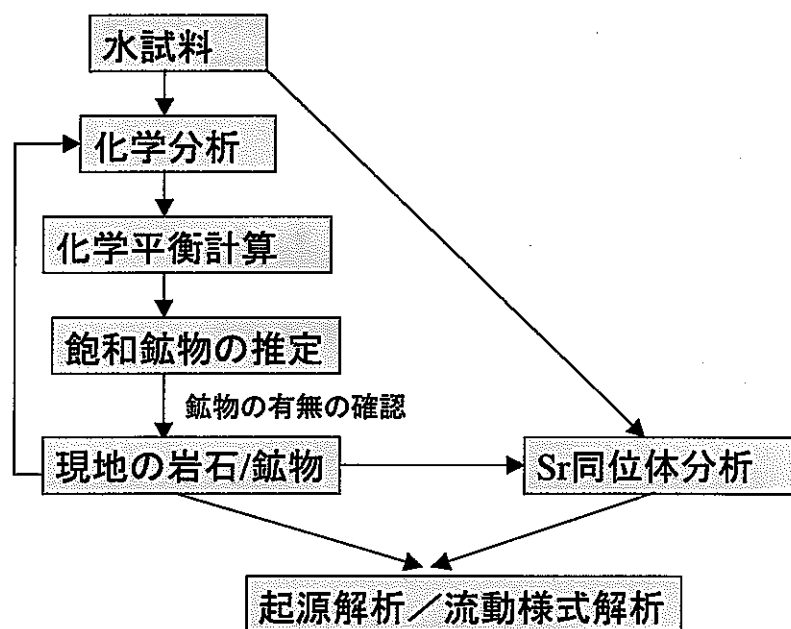 水試料
化学分析
化学平衡計算
飽和鉱物の推定
鉱物の有無の確認
現地の岩石/鉱物
Sr同位体分析
起源解析／流動様式解析